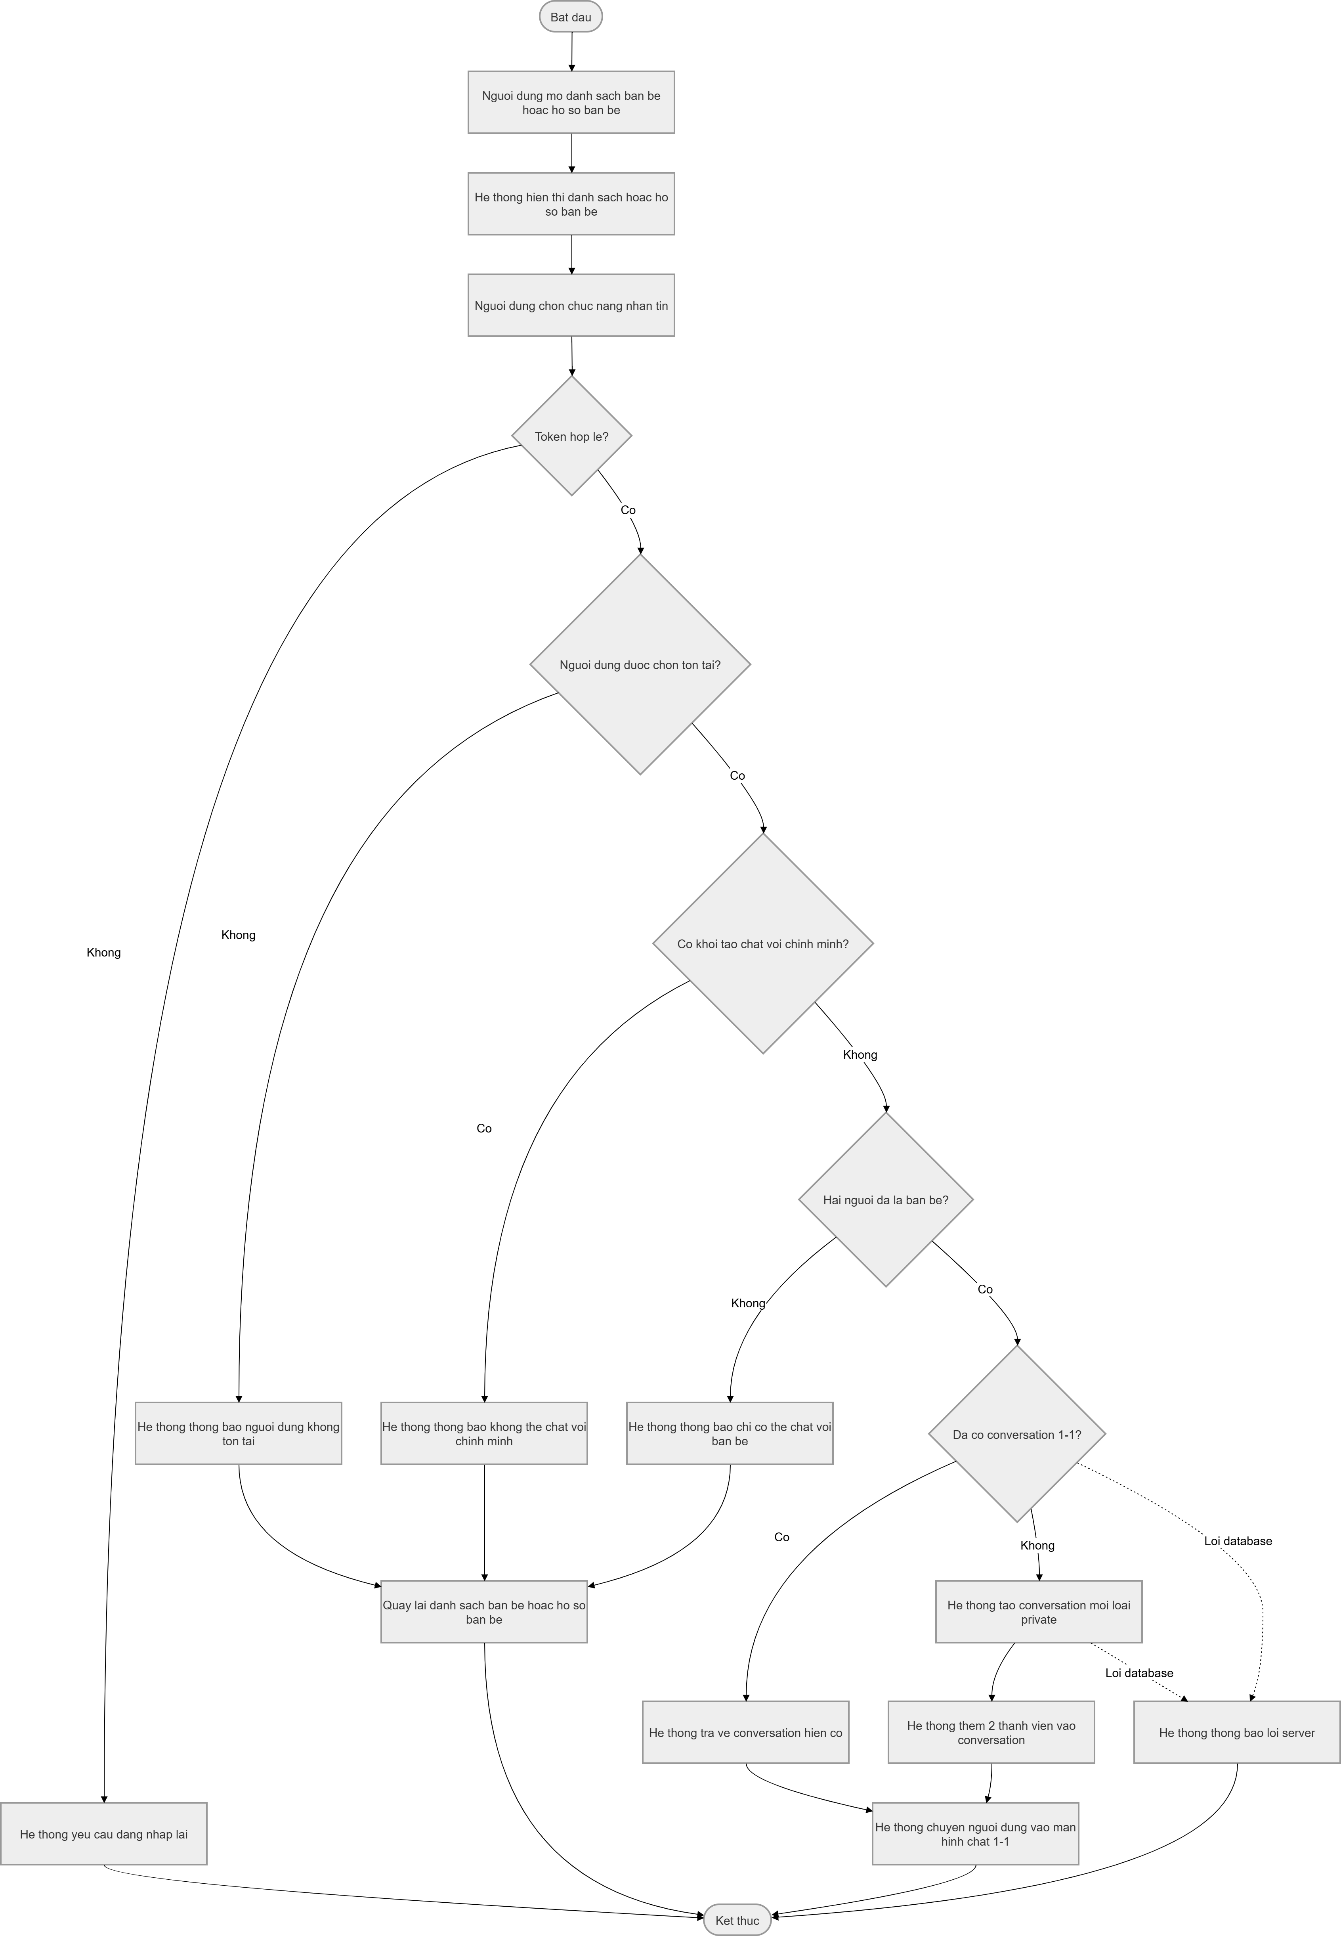 Bat dau
Nguoi dung mo danh sach ban be
hoac ho so ban be
He thong hien thi danh sach hoac ho
so ban be
Nguoi dung chon chuc nang nhan tin
Token hop le?
Co
Nguoi dung duoc chon ton tai?
Co
Khong
Khong
Co khoi tao chat voi chinh minh?
Khong
Co
Hai nguoi da la ban be?
Khong
Co
He thong thong bao nguoi dung khong
ton tai
He thong thong bao khong the chat voi
chinh minh
He thong thong bao chi co the chat voi
ban be
Da co conversation 1-1?
Co
Khong
Loi database
Quay lai danh sach ban be hoac ho so
ban be
He thong tao conversation moi loai
private
Loi database
He thong tra ve conversation hien co
He thong them 2 thanh vien vao
conversation
He thong thong bao loi server
He thong yeu cau dang nhap lai
He thong chuyen nguoi dung vao man
hinh chat 1-1
Ket thuc